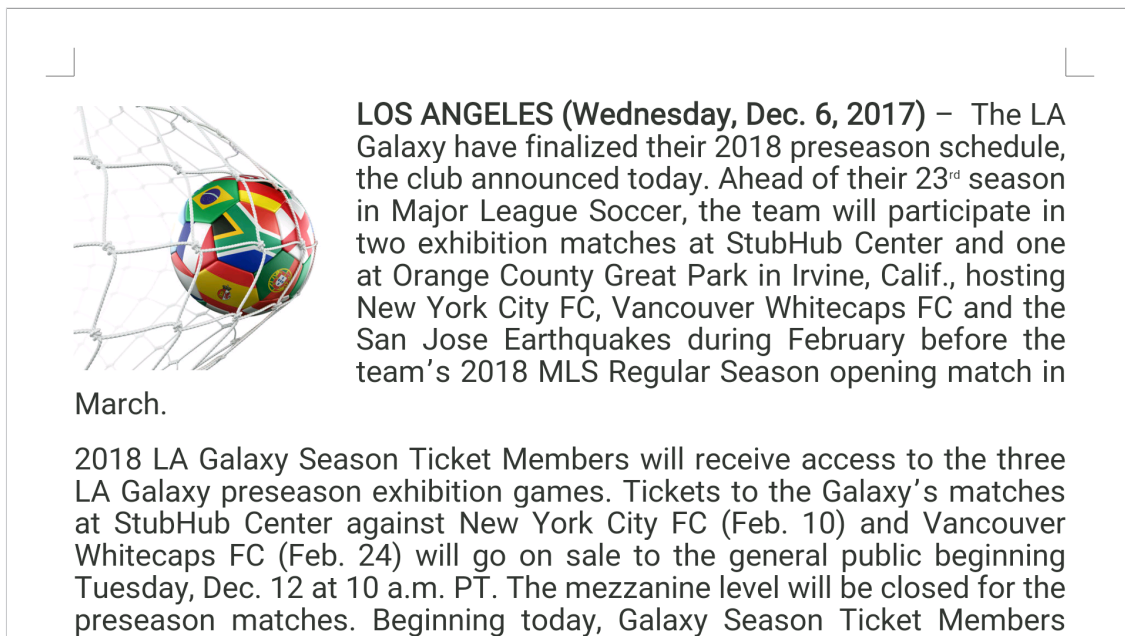 LOS ANGELES (Wednesday, Dec. 6, 2017) – The LA
Galaxy have finalized their 2018 preseason schedule,
the club announced today. Ahead of their 23rd season
in Major League Soccer, the team will participate in
two exhibition matches at StubHub Center and one
at Orange County Great Park in Irvine, Calif., hosting
New York City FC, Vancouver Whitecaps FC and the
San Jose Earthquakes during February before the
team’s 2018 MLS Regular Season opening match in
March.
2018 LA Galaxy Season Ticket Members will receive access to the three
LA Galaxy preseason exhibition games. Tickets to the Galaxy’s matches
at StubHub Center against New York City FC (Feb. 10) and Vancouver
Whitecaps FC (Feb. 24) will go on sale to the general public beginning
Tuesday, Dec. 12 at 10 a.m. PT. The mezzanine level will be closed for the
preseason matches. Beginning today, Galaxy Season Ticket Members